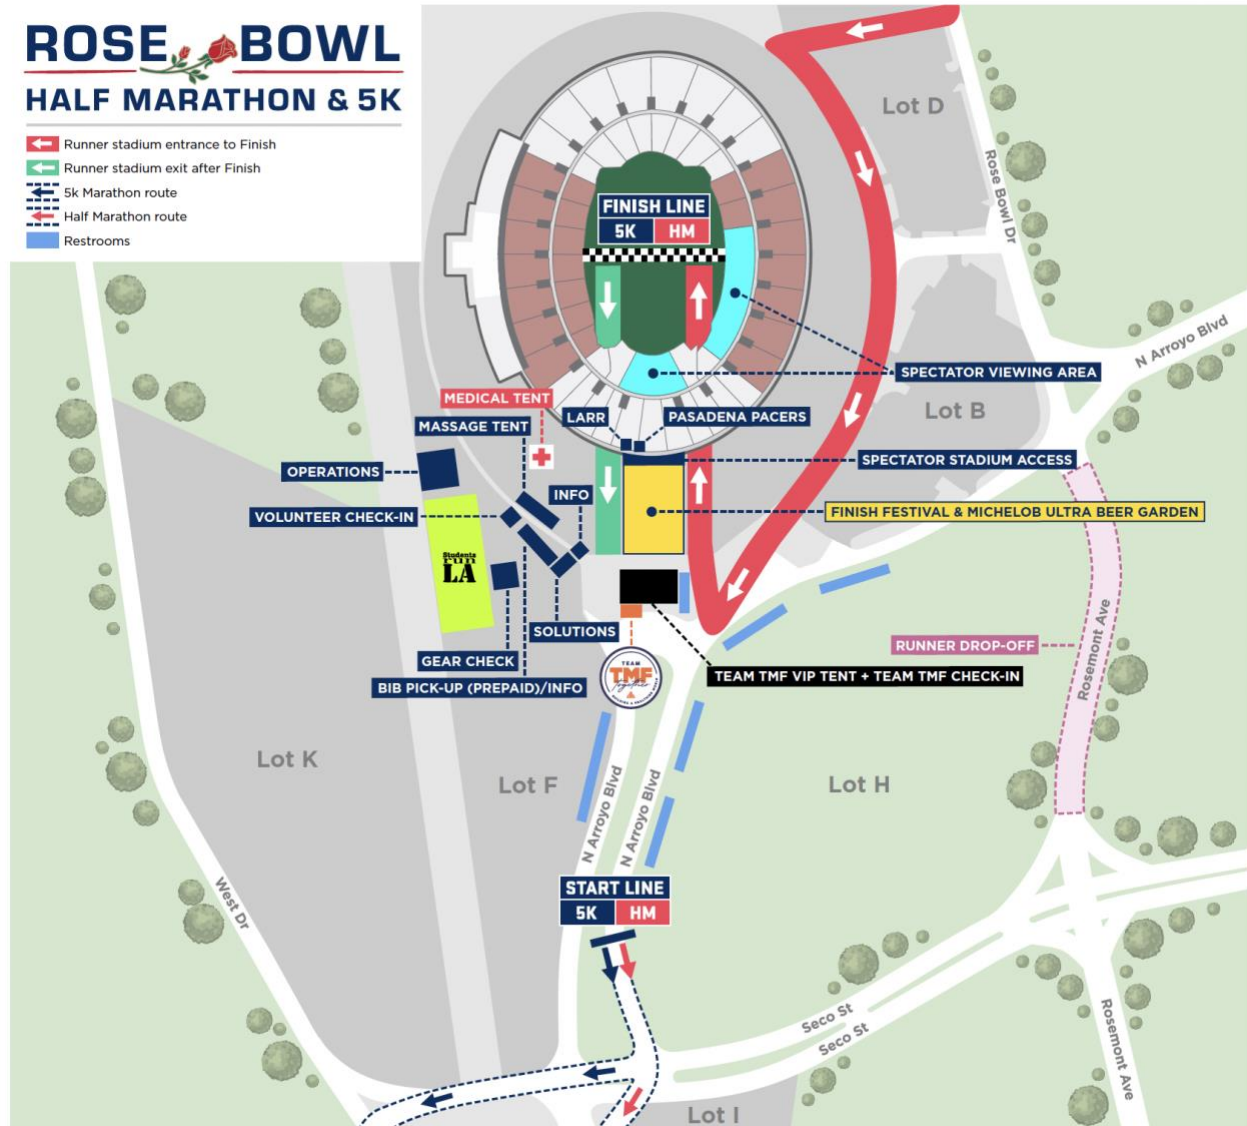 ROSE BOWL
HALF MARATHON & 5K
Runner stadium entrance to Finish
Runner stadium exit after Finish
5k Marathon route
Half Marathon route
Restrooms
Lot D
Rose Bowl Dr
FINISH LINE
5K HM
N Arroyo Blvd
SPECTATOR VIEWING AREA
Lot B
MEDICAL TENT
LARR
PASADENA PACERS
MASSAGE TENT
OPERATIONS
SPECTATOR STADIUM ACCESS
INFO
VOLUNTEER CHECK-IN
FINISH FESTIVAL & MICHELOB ULTRA BEER GARDEN
Students
run
LA
SOLUTIONS
RUNNER DROP-OFF
Rosemont Ave
GEAR CHECK
BIB PICK-UP (PREPAID)/INFO
TEAM
TMF
Together
TEAM TMF VIP TENT + TEAM TMF CHECK-IN
Lot K
Lot F
N Arroyo Blvd
N Arroyo Blvd
Lot H
START LINE
5K HM
West Dr
Seco St
Seco St
Rosemont Ave
Lot I